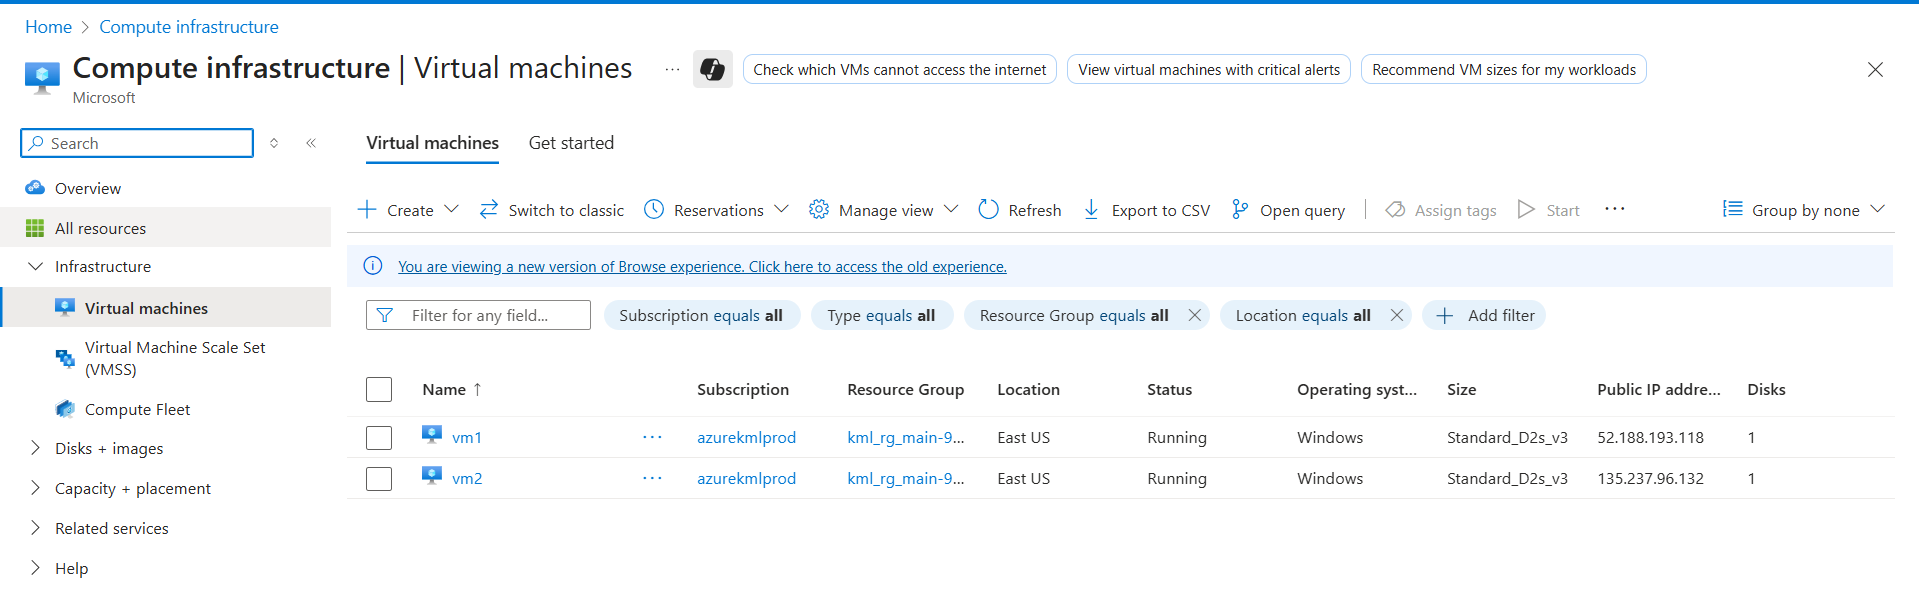 Home > Compute infrastructure
Compute infrastructure | Virtual machines
Microsoft
... Check which VMs cannot access the internet View virtual machines with critical alerts Recommend VM sizes for my workloads
Search
Overview
All resources
Infrastructure
Virtual machines
Virtual Machine Scale Set
(VMSS)
Compute Fleet
Disks + images
Capacity + placement
Related services
Help
Virtual machines Get started
Create Switch to classic Reservations Manage view Refresh Export to CSV Open query Assign tags Start ... Group by none
You are viewing a new version of Browse experience. Click here to access the old experience.
Filter for any field... Subscription equals all Type equals all Resource Group equals all Location equals all Add filter
Name ↑ Subscription Resource Group Location Status Operating syst... Size Public IP addre... Disks
vm1 ... azurekmlprod kml_rg_main-9... East US Running Windows Standard_D2s_v3 52.188.193.118 1
vm2 ... azurekmlprod kml_rg_main-9... East US Running Windows Standard_D2s_v3 135.237.96.132 1